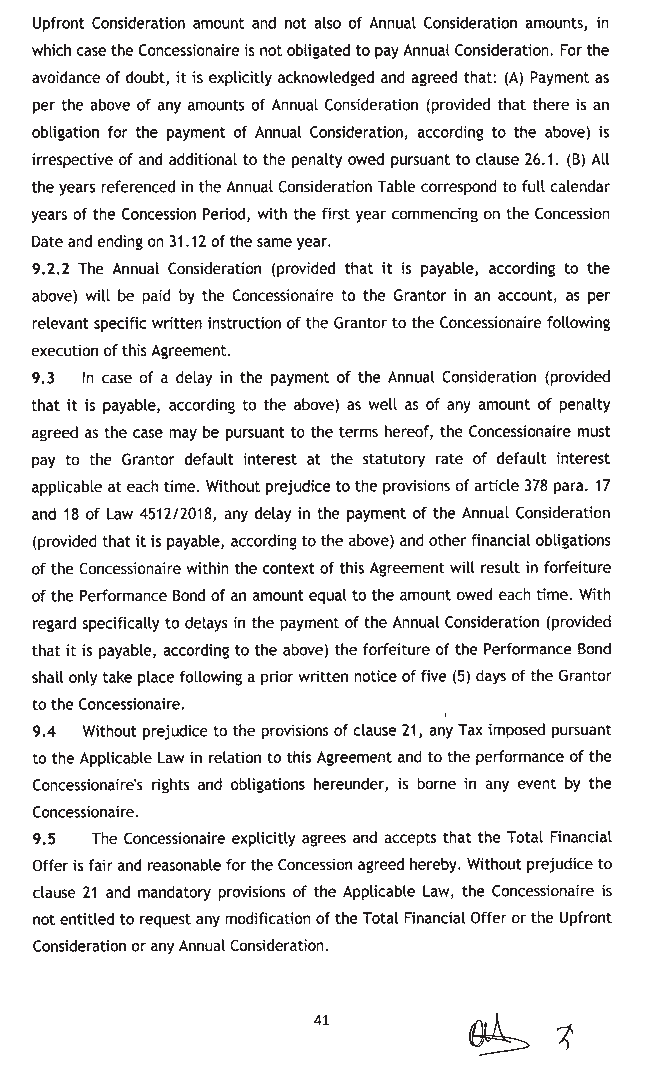 Upfront Consideration amount and not also of Annual Consideration amounts, in
which case the Concessionaire is not obligated to pay Annual Consideration. For the
avoidance of doubt, it is explicitly acknowledged and agreed that: (A) Payment as
per the above of any amounts of Annual Consideration (provided that there is an
obligation for the payment of Annual Consideration, according to the above) is
irrespective of and additional to the penalty owed pursuant to clause 26.1. (B) All
the years referenced in the Annual Consideration Table correspond to full calendar
years of the Concession Period, with the first year commencing on the Concession
Date and ending on 31.12 of the same year.
9.2.2 The Annual Consideration (provided that it is payable, according to the
above) will be paid by the Concessionaire to the Grantor in an account, as per
relevant specific written instruction of the Grantor to the Concessionaire following
execution of this Agreement.
9.3 In case of a delay in the payment of the Annual Consideration (provided
that it is payable, according to the above) as well as of any amount of penalty
agreed as the case may be pursuant to the terms hereof, the Concessionaire must
pay to the Grantor default interest at the statutory rate of default interest
applicable at each time. Without prejudice to the provisions of article 378 para. 17
and 18 of Law 4512/2018, any delay in the payment of the Annual Consideration
(provided that it is payable, according to the above) and other financial obligations
of the Concessionaire within the context of this Agreement will result in forfeiture
of the Performance Bond of an amount equal to the amount owed each time. With
regard specifically to delays in the payment of the Annual Consideration (provided
that it is payable, according to the above) the forfeiture of the Performance Bond
shall only take place following a prior written notice of five (5) days of the Grantor
to the Concessionaire.
9.4 Without prejudice to the provisions of clause 21, any Tax imposed pursuant
to the Applicable Law in relation to this Agreement and to the performance of the
Concessionaire's rights and obligations hereunder, is borne in any event by the
Concessionaire.
9.5 The Concessionaire explicitly agrees and accepts that the Total Financial
Offer is fair and reasonable for the Concession agreed hereby. Without prejudice to
clause 21 and mandatory provisions of the Applicable Law, the Concessionaire is
not entitled to request any modification of the Total Financial Offer or the Upfront
Consideration or any Annual Consideration.
41